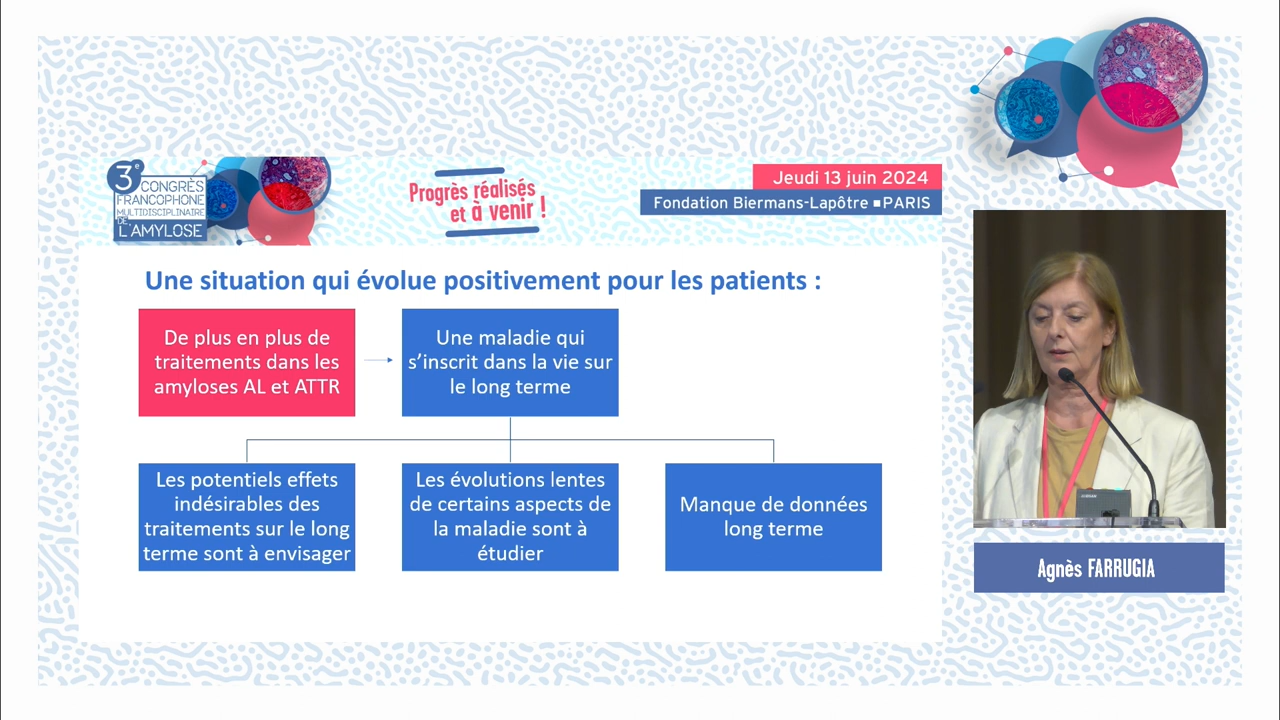 3e
CONGRÈS
FRANCOPHONE
MULTIDISCIPLINAIRE
DE
L'AMYLOSE
Progrès réalisés
et à venir !
Jeudi 13 juin 2024
Fondation Biermans-Lapôtre ■ PARIS
Une situation qui évolue positivement pour les patients :
De plus en plus de
traitements dans les
amyloses AL et ATTR
Une maladie qui
s'inscrit dans la vie sur
le long terme
Les potentiels effets
indésirables des
traitements sur le long
terme sont à envisager
Les évolutions lentes
de certains aspects de
la maladie sont à
étudier
Manque de données
long terme
Agnès FARRUGIA